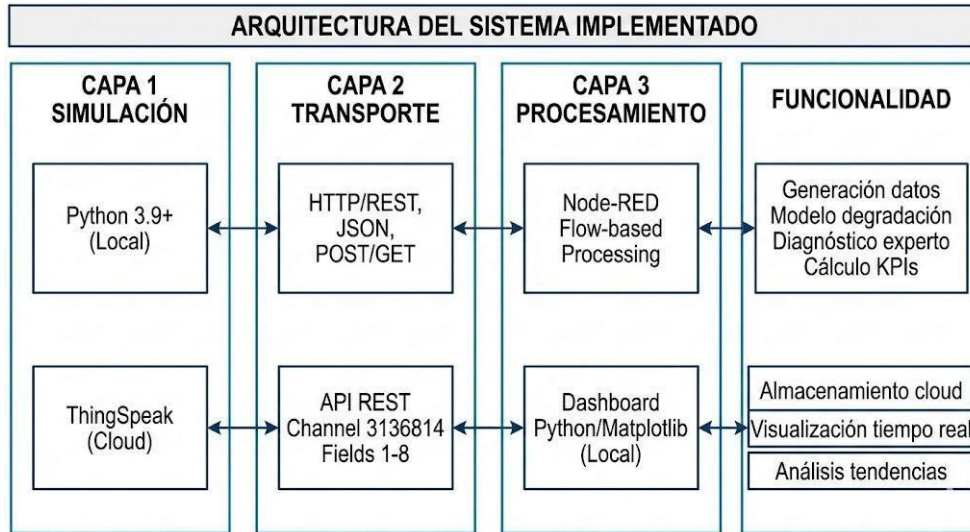 ARQUITECTURA DEL SISTEMA IMPLEMENTADO
CAPA 1
SIMULACIÓN
CAPA 2
TRANSPORTE
CAPA 3
PROCESAMIENTO
FUNCIONALIDAD
Python 3.9+
(Local)
HTTP/REST,
JSON,
POST/GET
Node-RED
Flow-based
Processing
Generación datos
Modelo degradación
Diagnóstico experto
Cálculo KPIs
ThingSpeak
(Cloud)
API REST
Channel 3136814
Fields 1-8
Dashboard
Python/Matplotlib
(Local)
Almacenamiento cloud
Visualización tiempo real
Análisis tendencias